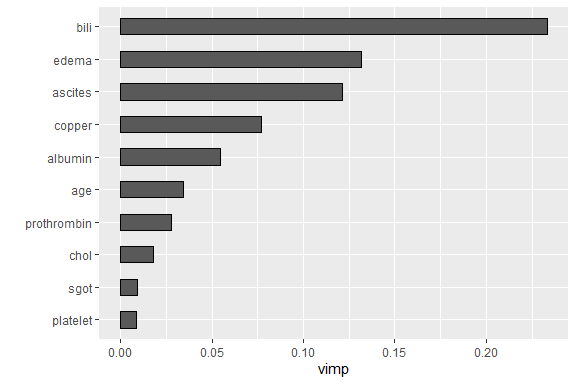 bili
edema
ascites
copper
albumin
age
prothrombin
chol
sgot
platelet
0.00 0.05 0.10 0.15 0.20
vimp